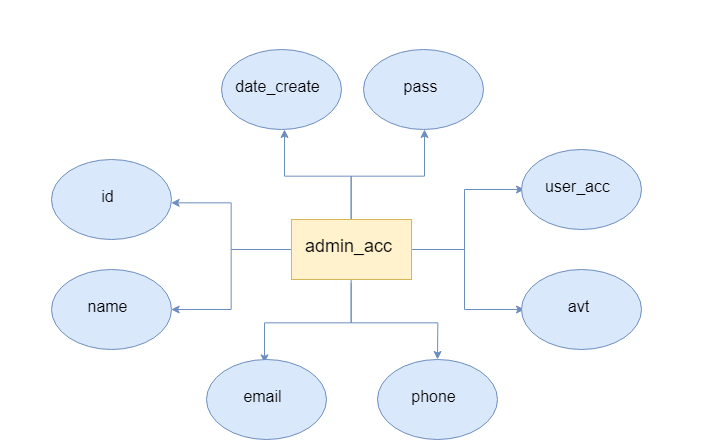 date_create
pass
id
user_acc
admin_acc
name
avt
email
phone